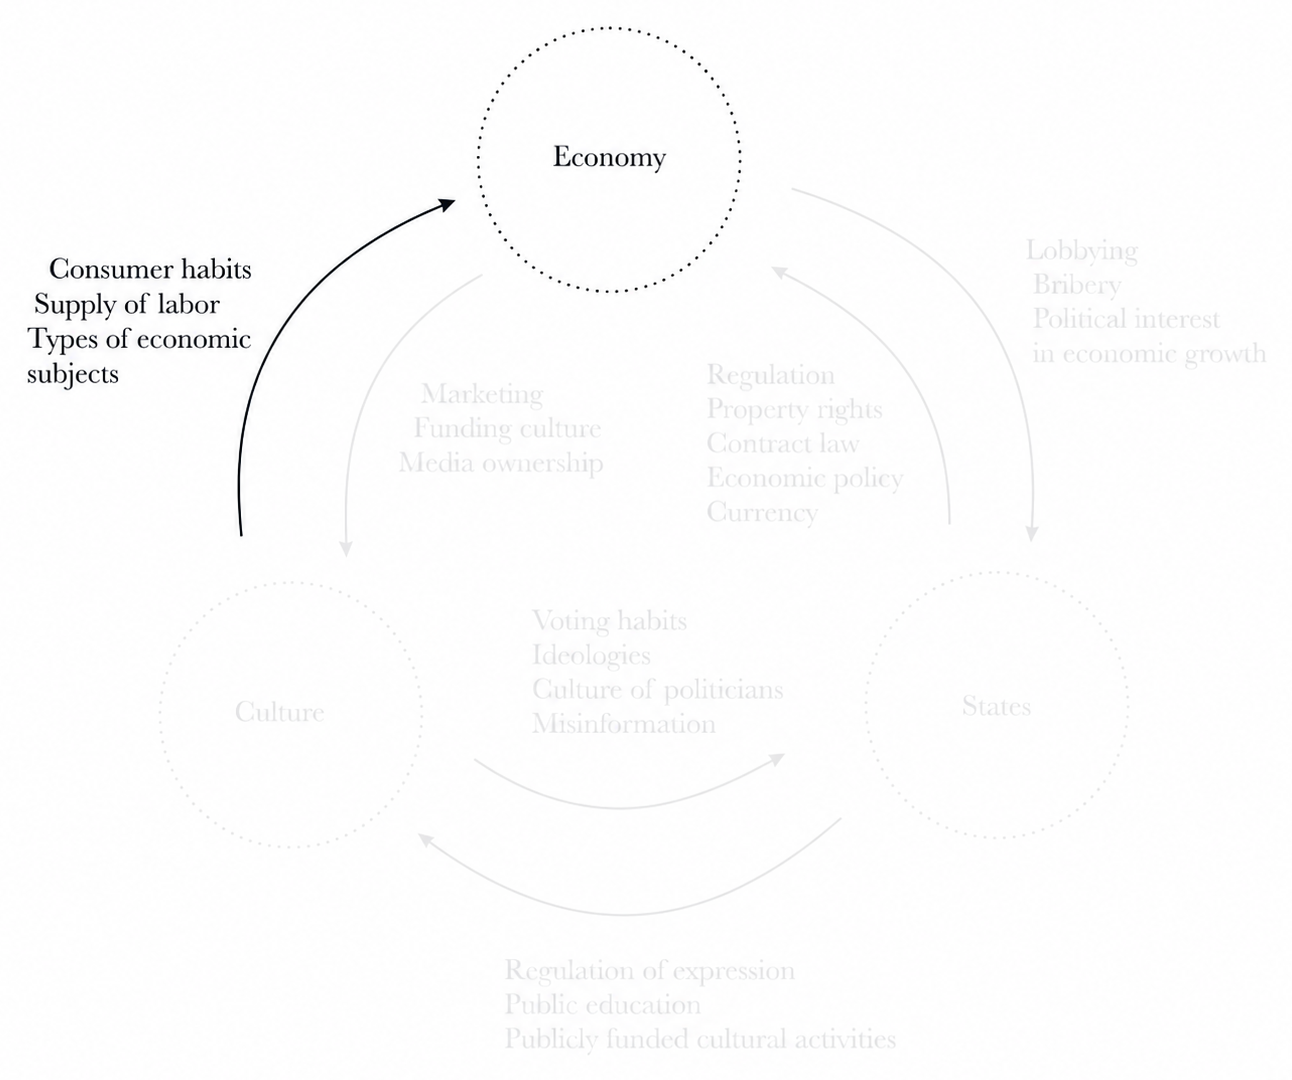 Economy
Consumer habits
Supply of labor
Types of economic
subjects
Lobbying
Bribery
Political interest
in economic growth
Marketing
Funding culture
Media ownership
Regulation
Property rights
Contract law
Economic policy
Currency
Voting habits
Ideologies
Culture of politicians
Misinformation
Culture
States
Regulation of expression
Public education
Publicly funded cultural activities